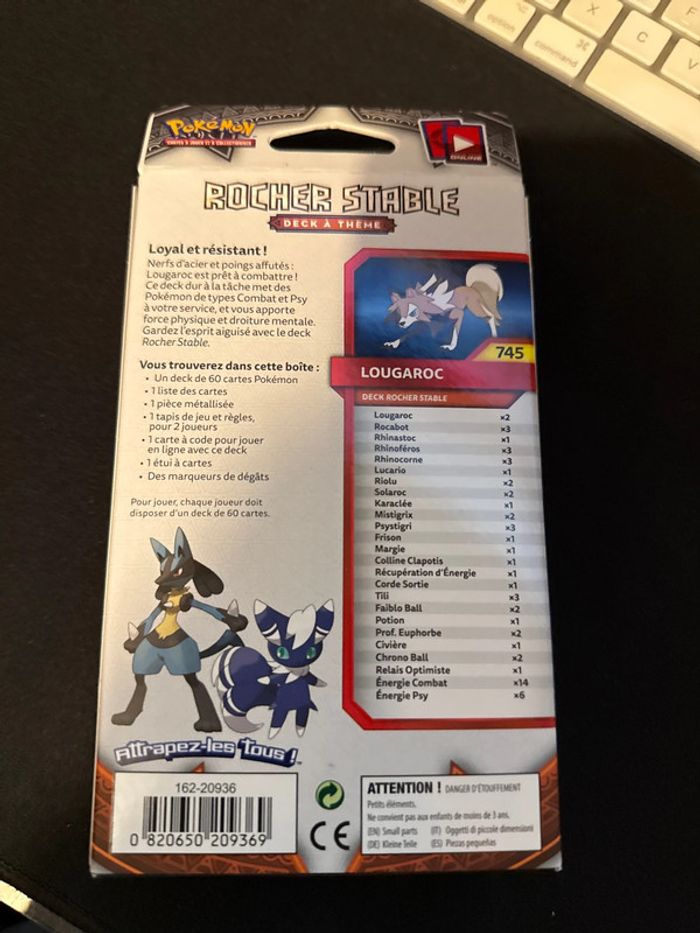 option
command
X
C
V
F
Pokémon
CARTES À JOUER ET À COLLECTIONNER
ONLINE
ROCHER STABLE
DECK À THÈME
Loyal et résistant !
Nerfs d'acier et poings affutés :
Lougaroc est prêt à combattre !
Ce deck dur à la tâche met des
Pokémon de types Combat et Psy
à votre service, et vous apporte
force physique et droiture mentale.
Gardez l'esprit aiguisé avec le deck
Rocher Stable.
Vous trouverez dans cette boîte :
• Un deck de 60 cartes Pokémon
• 1 liste des cartes
• 1 pièce métallisée
• 1 tapis de jeu et règles,
pour 2 joueurs
• 1 carte à code pour jouer
en ligne avec ce deck
• 1 étui à cartes
• Des marqueurs de dégâts
Pour jouer, chaque joueur doit
disposer d'un deck de 60 cartes.
745
LOUGAROC
DECK ROCHER STABLE
Lougaroc ×2
Rocabot ×3
Rhinastoc ×1
Rhinoféros ×3
Rhinocorne ×3
Lucario ×1
Riolu ×2
Solaroc ×2
Karaclée ×1
Mistigrix ×2
Psystigri ×3
Frison ×1
Margie ×1
Colline Clapotis ×1
Récupération d'Énergie ×1
Corde Sortie ×1
Tili ×3
Faiblo Ball ×2
Potion ×1
Prof. Euphorbe ×2
Civière ×1
Chrono Ball ×2
Relais Optimiste ×1
Énergie Combat ×14
Énergie Psy ×6
Attrapez-les tous !™
162-20936
0 820650 209369
CE
ATTENTION ! DANGER D'ÉTOUFFEMENT
Petits éléments.
Ne convient pas aux enfants de moins de 3 ans.
(EN) Small parts (IT) Oggetti di piccole dimensioni
(DE) Kleine Teile (ES) Piezas pequeñas